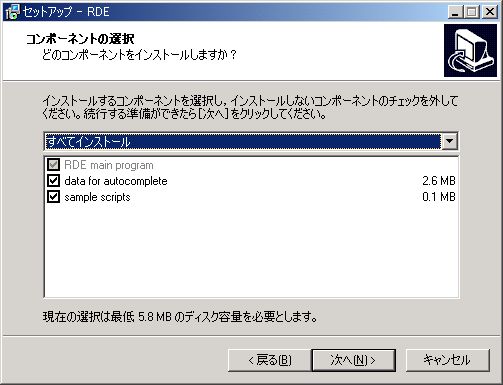 セットアップ - RDE
コンポーネントの選択
どのコンポーネントをインストールしますか？
インストールするコンポーネントを選択し、インストールしないコンポーネントのチェックを外して
ください。続行する準備ができたら［次へ］をクリックしてください。
すべてインストール
RDE main program
data for autocomplete 2.6 MB
sample scripts 0.1 MB
現在の選択は最低 5.8 MB のディスク容量を必要とします。
< 戻る(B) 次へ(N) > キャンセル